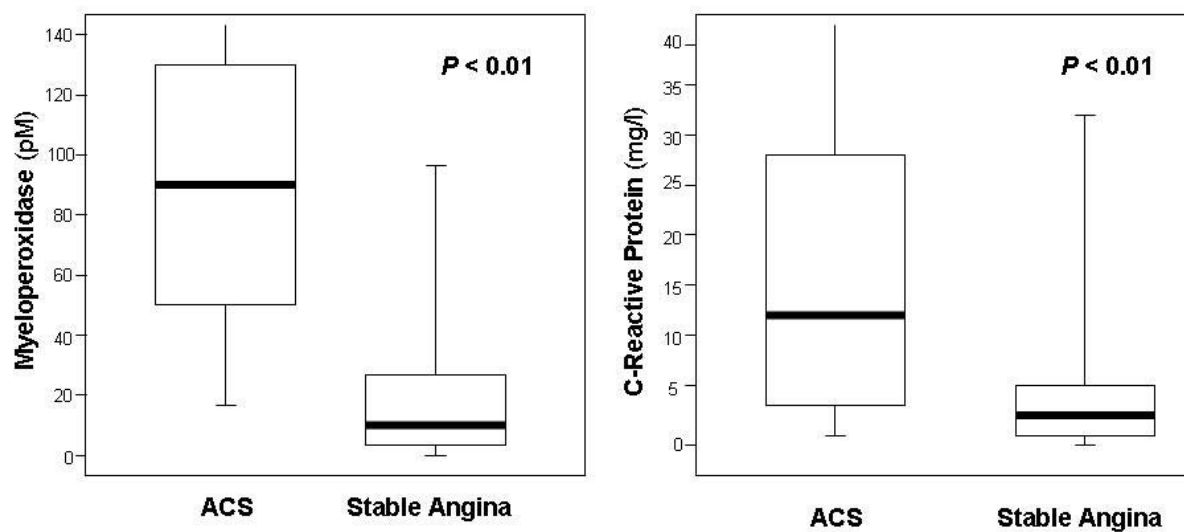 Myeloperoxidase (pM)
140
120
100
80
60
40
20
0
P < 0.01
ACS
Stable Angina
C-Reactive Protein (mg/l)
40
35
30
25
20
15
10
5
0
P < 0.01
ACS
Stable Angina